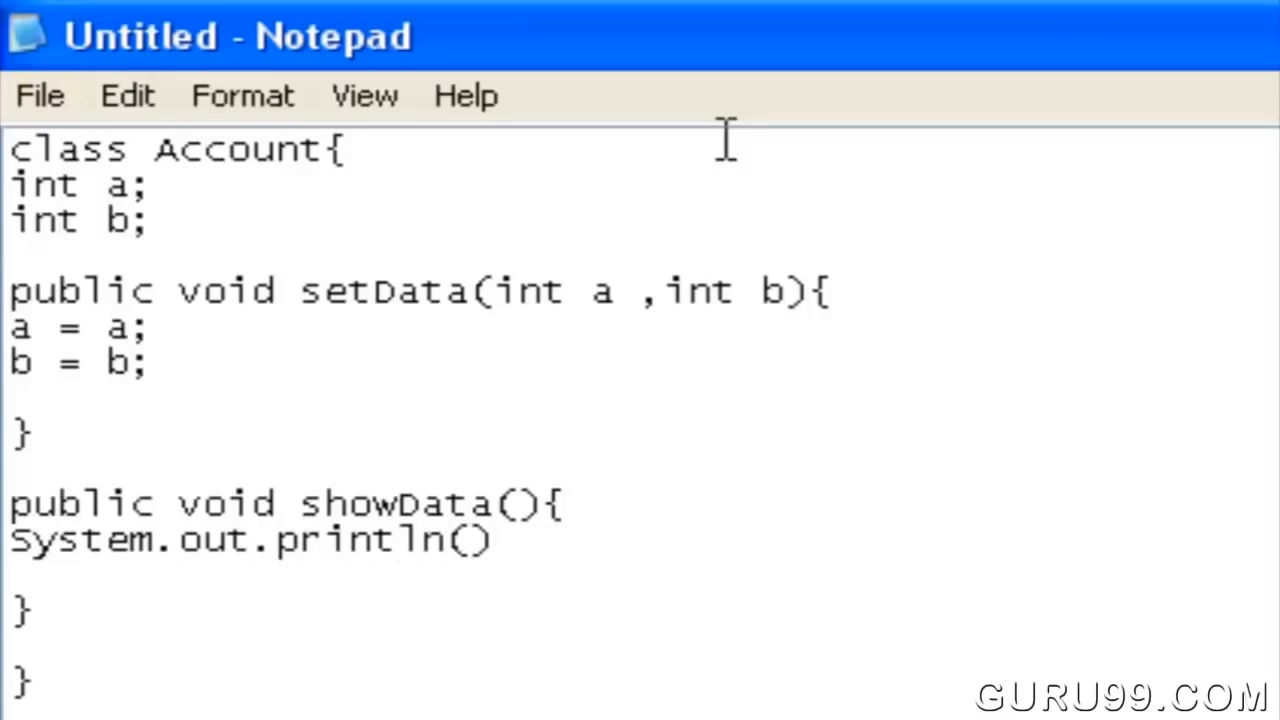 Untitled - Notepad
File Edit Format View Help
class Account{
int a;
int b;
public void setData(int a ,int b){
a = a;
b = b;
}
public void showData(){
System.out.println()
}
}
GURU99.COM